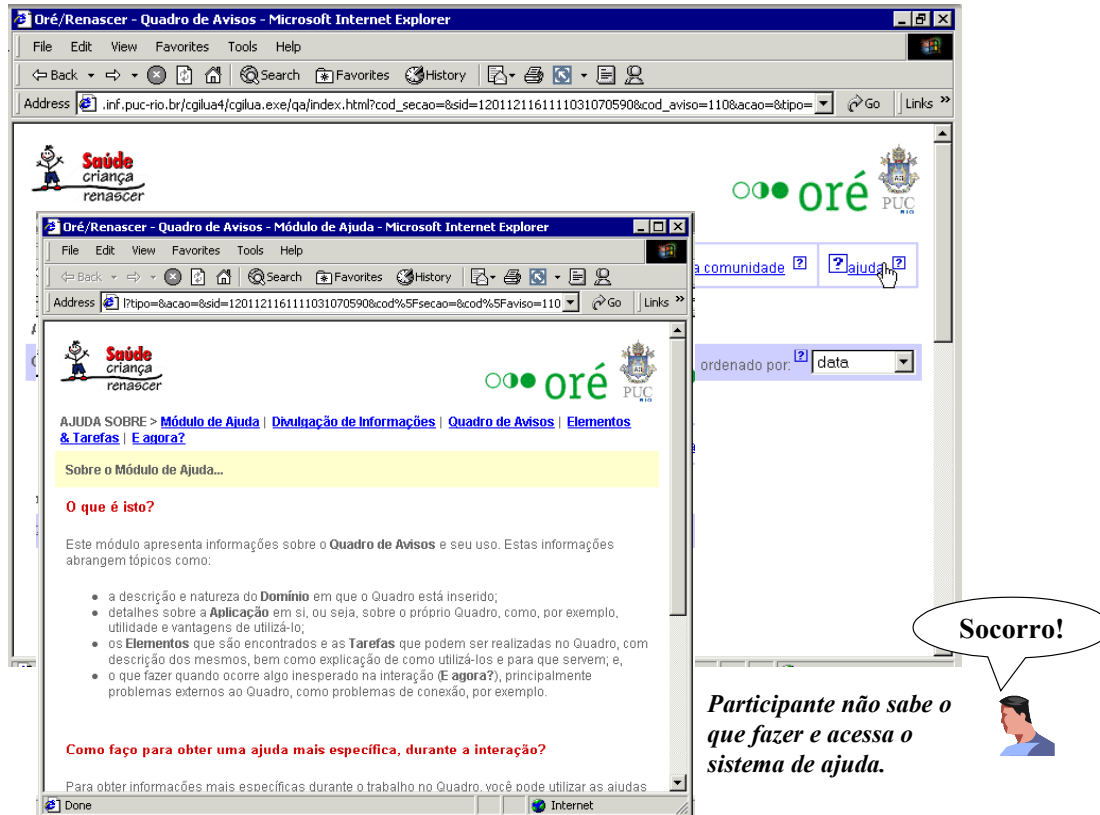 Oré/Renascer - Quadro de Avisos - Microsoft Internet Explorer
File Edit View Favorites Tools Help
Back Search Favorites History
Address .inf.puc-rio.br/cgilua4/cgilua.exe/qa/index.html?cod_secao=&sid=1201121161111031070590&cod_aviso=110&acao=&tipo= Go Links »
Saúde
criança
renascer
oré
PUC
RIO
Oré/Renascer - Quadro de Avisos - Módulo de Ajuda - Microsoft Internet Explorer
File Edit View Favorites Tools Help
a comunidade ? ? ajuda ?
Back Search Favorites History
Address l?tipo=&acao=&sid=1201121161111031070590&cod%5Fsecao=&cod%5Faviso=110 Go Links »
Saúde
criança
renascer
oré
PUC
RIO
ordenado por: ? data
AJUDA SOBRE > Módulo de Ajuda | Divulgação de Informações | Quadro de Avisos | Elementos
& Tarefas | E agora?
Sobre o Módulo de Ajuda...
O que é isto?
Este módulo apresenta informações sobre o Quadro de Avisos e seu uso. Estas informações
abrangem tópicos como:
• a descrição e natureza do Domínio em que o Quadro está inserido;
• detalhes sobre a Aplicação em si, ou seja, sobre o próprio Quadro, como, por exemplo,
utilidade e vantagens de utilizá-lo;
• os Elementos que são encontrados e as Tarefas que podem ser realizadas no Quadro, com
descrição dos mesmos, bem como explicação de como utilizá-los e para que servem; e,
• o que fazer quando ocorre algo inesperado na interação (E agora?), principalmente
problemas externos ao Quadro, como problemas de conexão, por exemplo.
Como faço para obter uma ajuda mais específica, durante a interação?
Para obter informações mais específicas durante o trabalho no Quadro, você pode utilizar as ajudas
Done Internet
Socorro!
Participante não sabe o
que fazer e acessa o
sistema de ajuda.